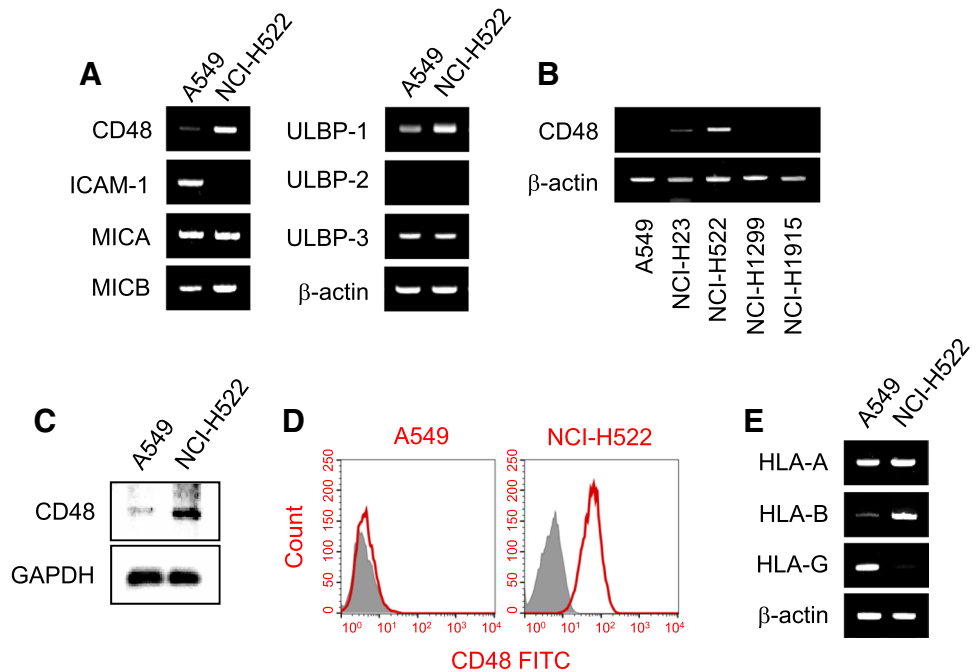 A
A549
NCI-H522
CD48
ICAM-1
MICA
MICB
A549
NCI-H522
ULBP-1
ULBP-2
ULBP-3
β-actin
B
CD48
β-actin
A549
NCI-H23
NCI-H522
NCI-H1299
NCI-H1915
C
A549
NCI-H522
CD48
GAPDH
D
A549
NCI-H522
Count
250
200
150
100
50
0
10⁰ 10¹ 10² 10³ 10⁴
250
200
150
100
50
0
10⁰ 10¹ 10² 10³ 10⁴
CD48 FITC
E
A549
NCI-H522
HLA-A
HLA-B
HLA-G
β-actin